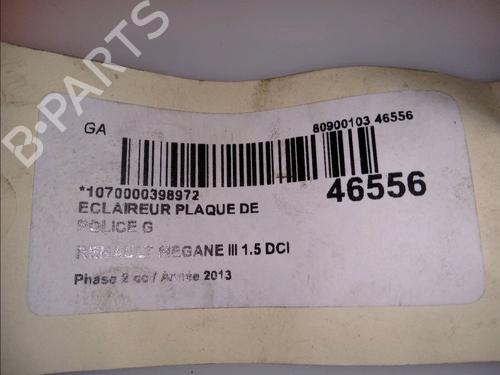 B-PARTS
GA
80900103 46556
*1070000398972
46556
ECLAIREUR PLAQUE DE
POLICE G
RENAULT MEGANE III 1.5 DCI
Phase 2 cc / Année 2013